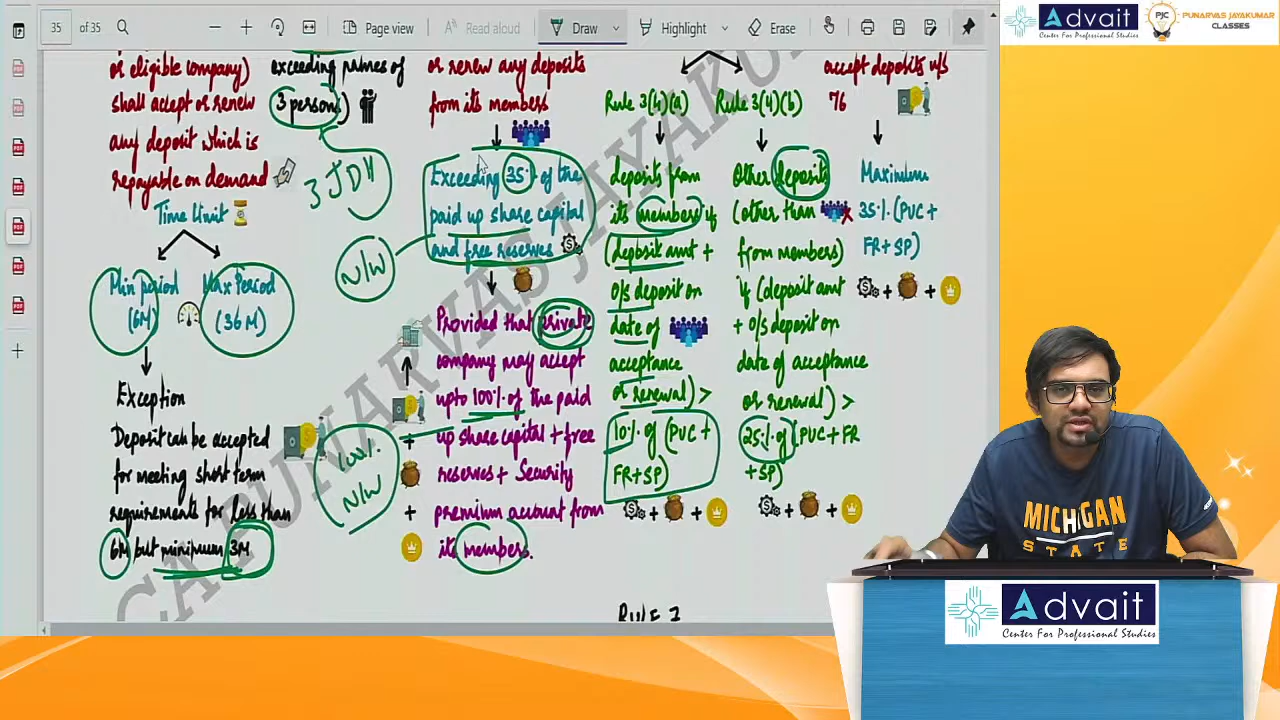 35 of 35
Page view
Read aloud
Draw
Highlight
Erase
Advait
Center For Professional Studies
PJC
PUNARVAS JAYAKUMAR
CLASSES
or eligible company)
shall accept or renew
any deposit which is
repayable on demand
Time limit
Min period
(6M)
Max Period
(36 M)
Exception
Deposit can be accepted
for meeting short term
requirements for less than
6M but minimum 3M
exceeding names of
3 person)
3 JDH
N/W
100%
N/W
or renew any deposits
from its members
Exceeding 35% of the
paid up share capital
and free reserves
Provided that private
company may accept
upto 100% of the paid
up share capital + free
reserves + Security
premium account from
its members.
+
+
Rule 3(4)(a)
deposits from
its members if
(deposit amt +
o/s deposit on
date of
acceptance
or renewal) >
10% of (PUC +
FR+SP)
+ +
Rule 3(4)(b)
Other deposits
(other than
from members)
if (deposit amt
+ o/s deposit on
date of acceptance
or renewal) >
25% of (PUC + FR
+ SP)
+ +
accept deposits u/s
76
Maximum
35% (PUC +
FR + SP)
+ +
RULE 3
CA PUNARVAS JAYAKU
MICHIGAN
STATE
Advait
Center For Professional Studies